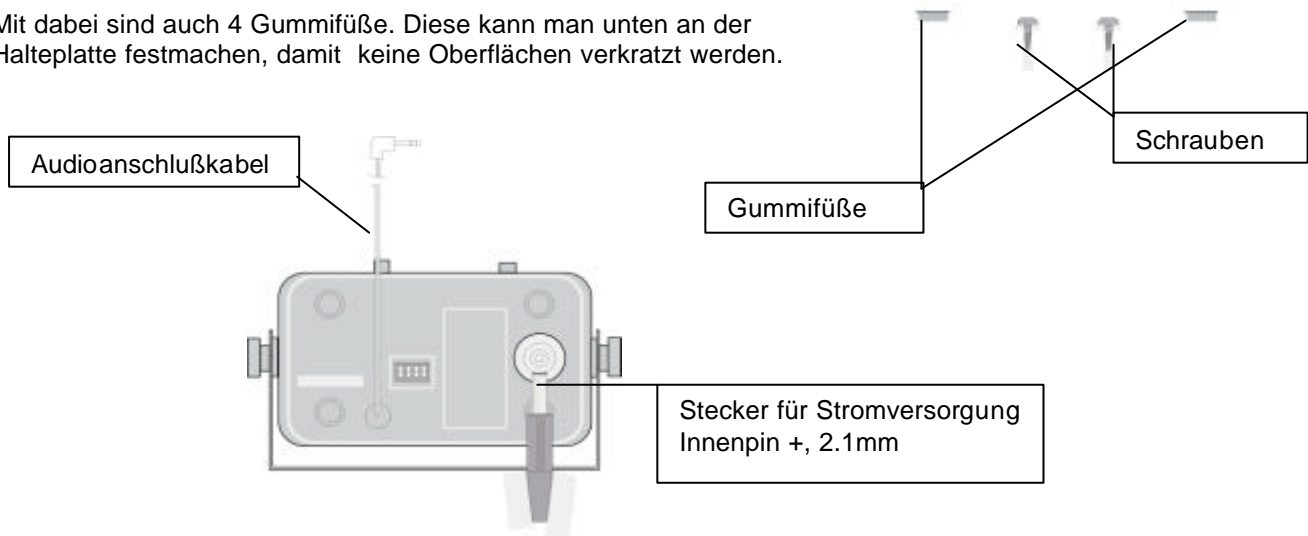 Mit dabei sind auch 4 Gummifüße. Diese kann man unten an der
Halteplatte festmachen, damit keine Oberflächen verkratzt werden.
Schrauben
Audioanschlußkabel
Gummifüße
Stecker für Stromversorgung
Innenpin +, 2.1mm